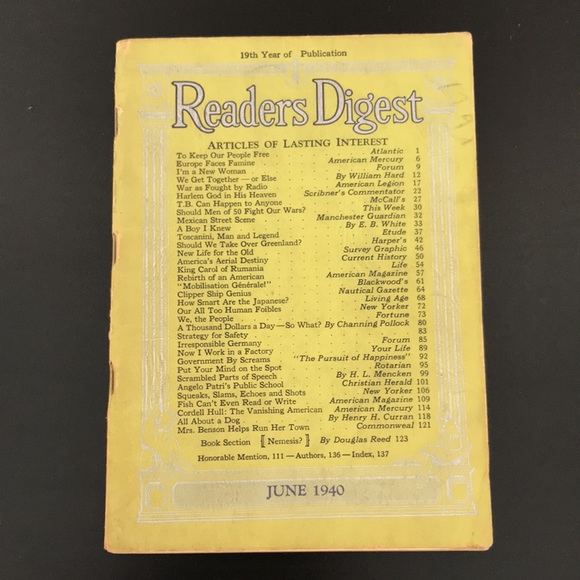 19th Year of Publication
Readers Digest
ARTICLES OF LASTING INTEREST
To Keep Our People Free . . . Atlantic 1
Europe Faces Famine . . . American Mercury 6
I'm a New Woman . . . Forum 9
We Get Together — or Else . . . By William Hard 12
War as Fought by Radio . . . American Legion 17
Harlem God in His Heaven . . . Scribner's Commentator 22
T.B. Can Happen to Anyone . . . McCall's 27
Should Men of 50 Fight Our Wars? . . . This Week 30
Mexican Street Scene . . . Manchester Guardian 32
A Boy I Knew . . . By E. B. White 33
Toscanini, Man and Legend . . . Etude 37
Should We Take Over Greenland? . . . Harper's 42
New Life for the Old . . . Survey Graphic 46
America's Aerial Destiny . . . Current History 50
King Carol of Rumania . . . Life 54
Rebirth of an American . . . American Magazine 57
"Mobilisation Générale!" . . . Blackwood's 61
Clipper Ship Genius . . . Nautical Gazette 64
How Smart Are the Japanese? . . . Living Age 68
Our All Too Human Foibles . . . New Yorker 72
We, the People . . . Fortune 73
A Thousand Dollars a Day—So What? By Channing Pollock 80
Strategy for Safety . . . 83
Irresponsible Germany . . . Forum 85
Now I Work in a Factory . . . Your Life 89
Government By Screams . . . "The Pursuit of Happiness" 92
Put Your Mind on the Spot . . . Rotarian 95
Scrambled Parts of Speech . . . By H. L. Mencken 99
Angelo Patri's Public School . . . Christian Herald 101
Squeaks, Slams, Echoes and Shots . . . New Yorker 106
Fish Can't Even Read or Write . . . American Magazine 109
Cordell Hull: The Vanishing American . . . American Mercury 114
All About a Dog . . . By Henry H. Curran 118
Mrs. Benson Helps Run Her Town . . . Commonweal 121
Book Section [Nemesis?] By Douglas Reed 123
Honorable Mention, 111 — Authors, 136 — Index, 137
JUNE 1940